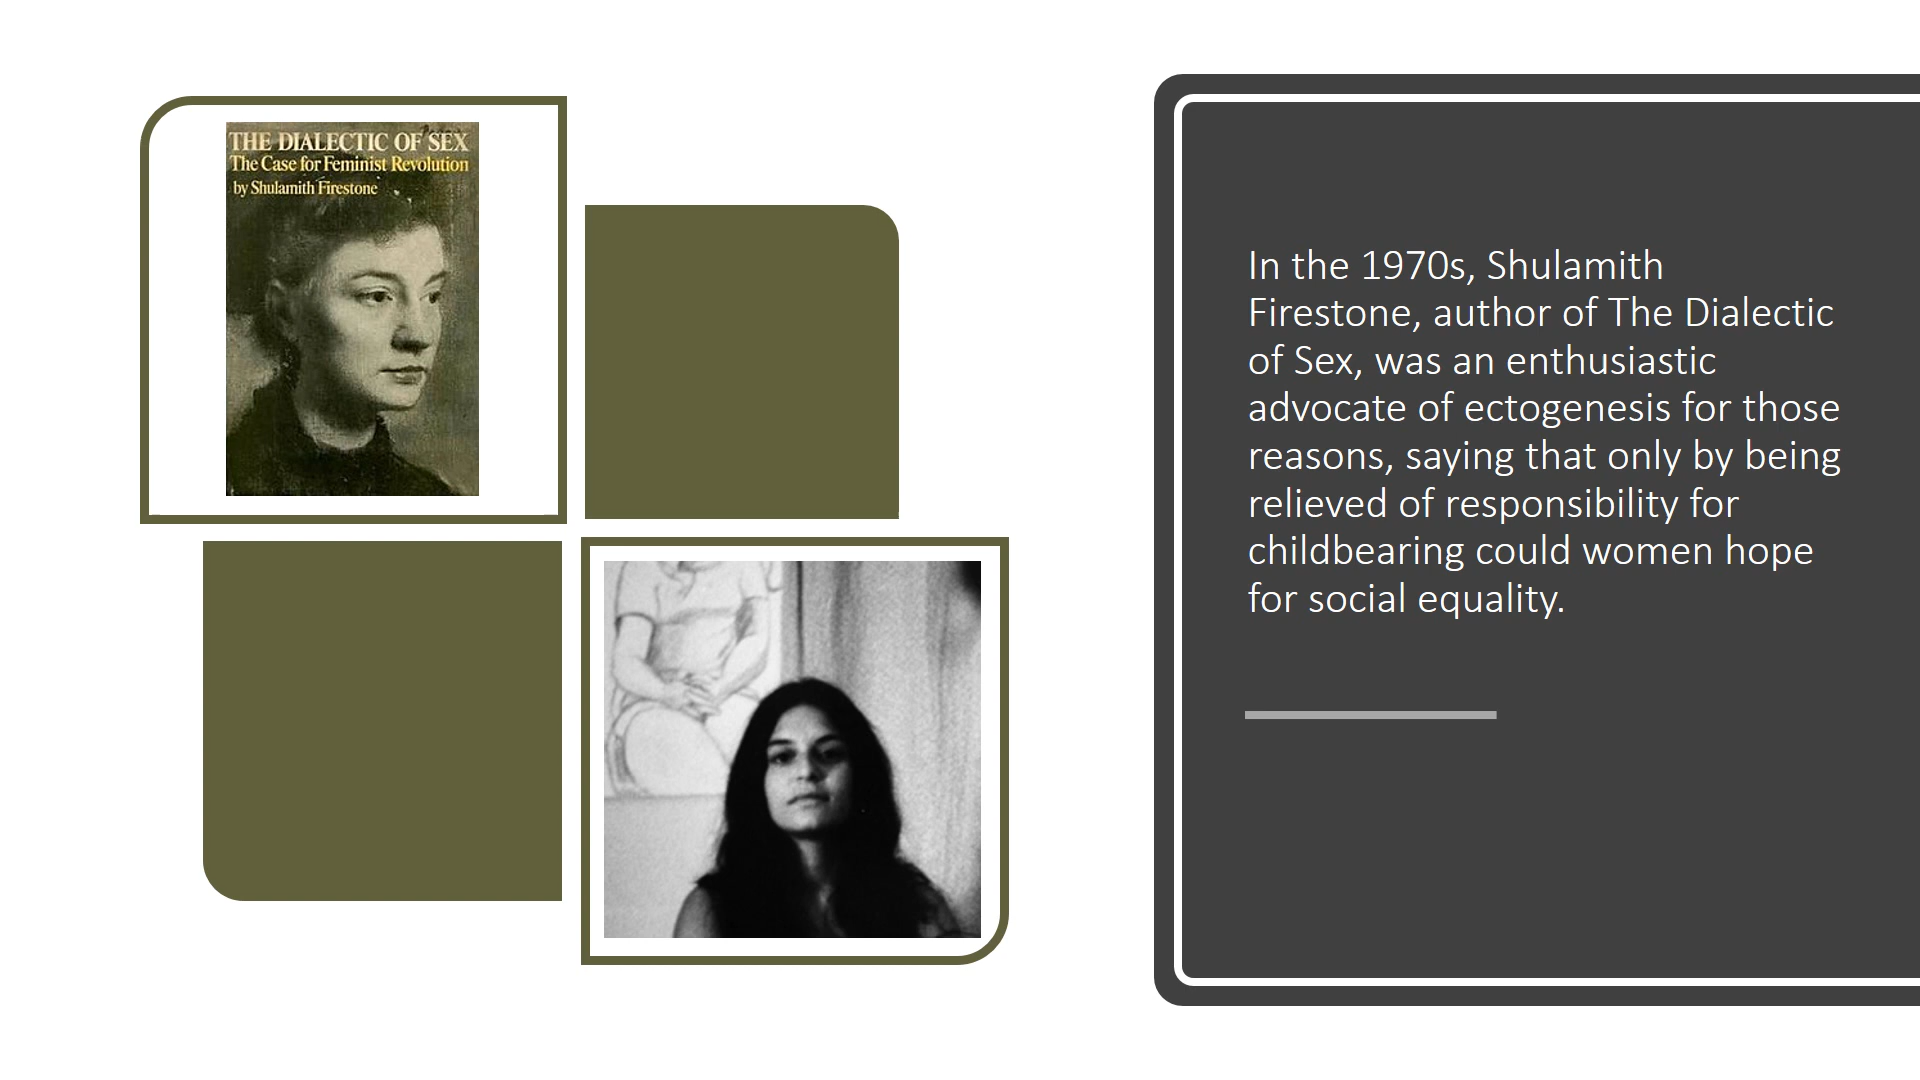 THE DIALECTIC OF SEX
The Case for Feminist Revolution
by Shulamith Firestone
In the 1970s, Shulamith
Firestone, author of The Dialectic
of Sex, was an enthusiastic
advocate of ectogenesis for those
reasons, saying that only by being
relieved of responsibility for
childbearing could women hope
for social equality.